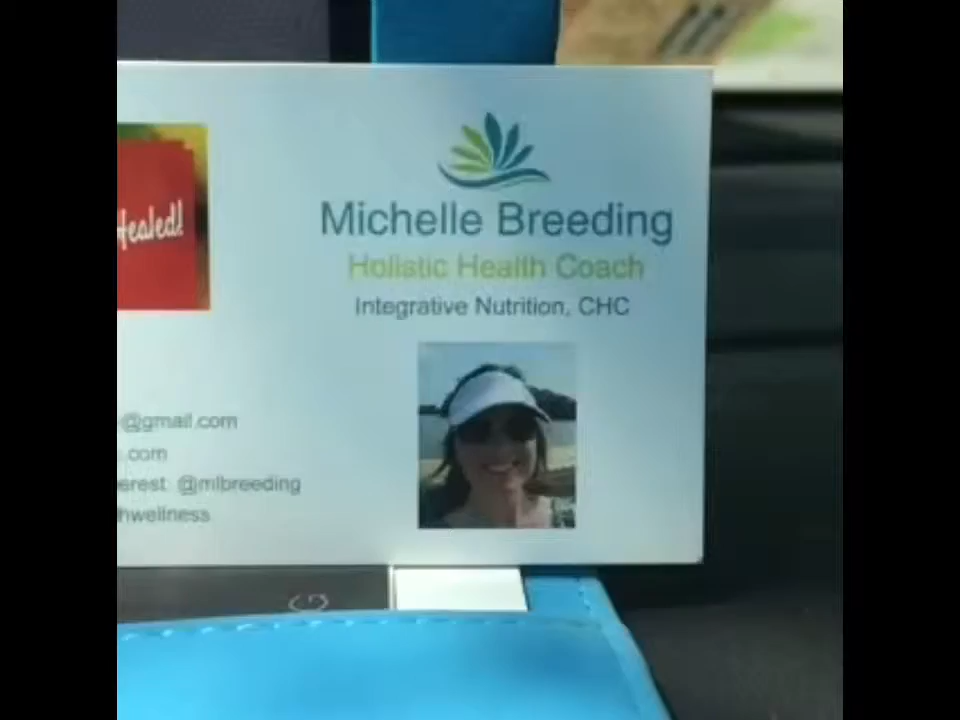 Healed!
Michelle Breeding
Holistic Health Coach
Integrative Nutrition, CHC
@gmail.com
.com
erest @mlbreeding
hwellness